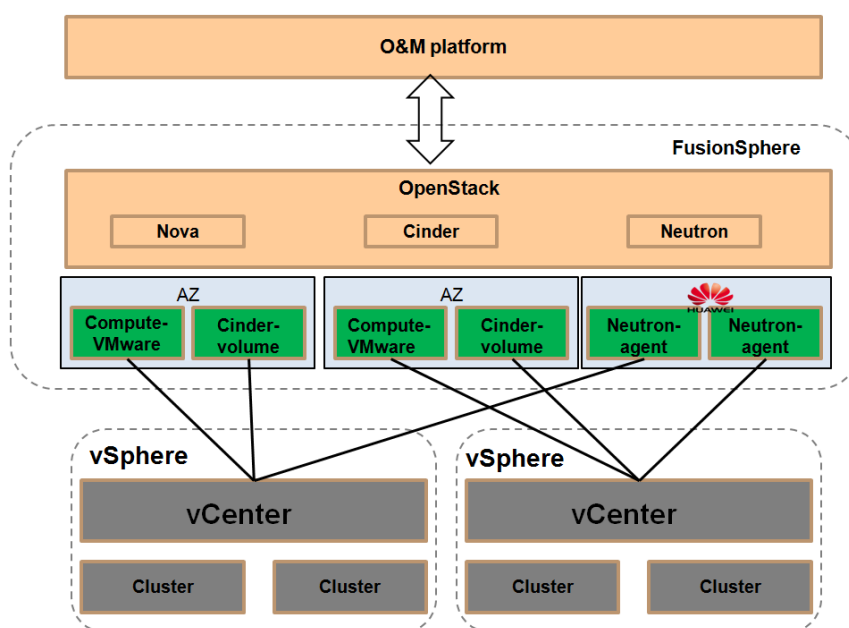 O&M platform
FusionSphere
OpenStack
Nova
Cinder
Neutron
AZ
Compute-
VMware
Cinder-
volume
AZ
Compute-
VMware
Cinder-
volume
HUAWEI
Neutron-
agent
Neutron-
agent
vSphere
vCenter
Cluster
Cluster
vSphere
vCenter
Cluster
Cluster